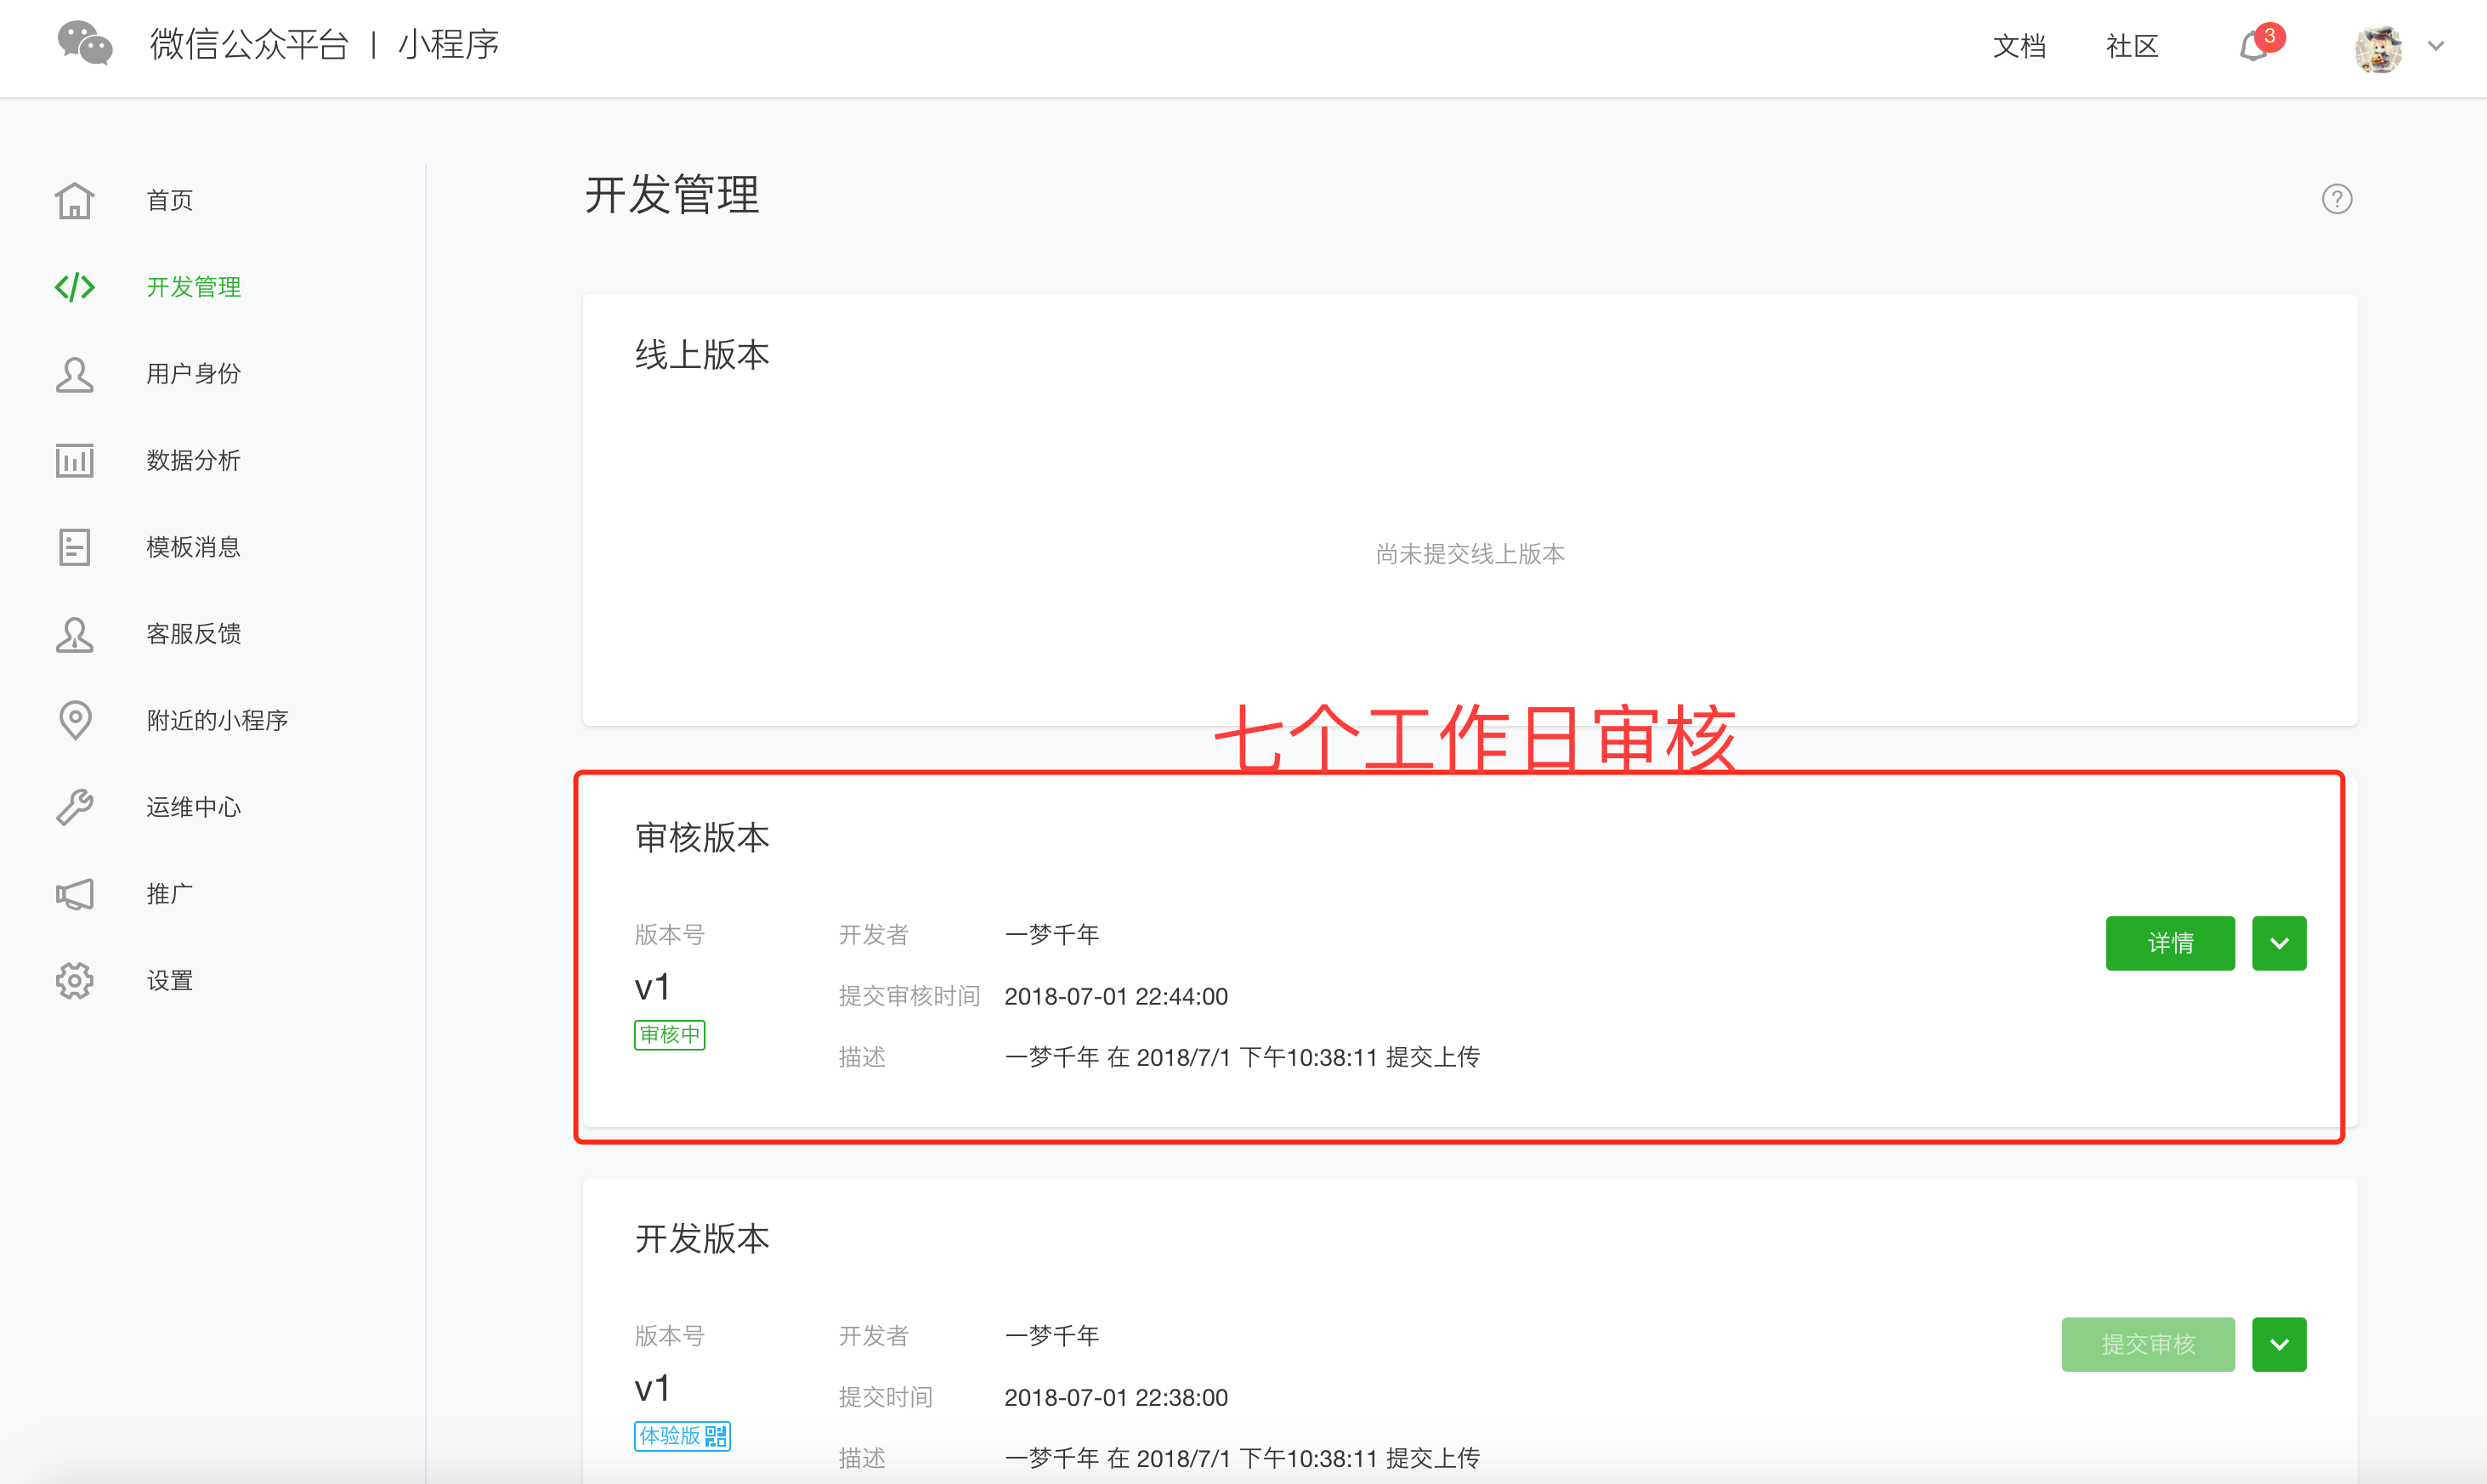 微信公众平台 | 小程序
文档
社区
3
首页
开发管理
用户身份
数据分析
模板消息
客服反馈
附近的小程序
运维中心
推广
设置
开发管理
?
线上版本
尚未提交线上版本
七个工作日审核
审核版本
版本号
v1
审核中
开发者 一梦千年
提交审核时间 2018-07-01 22:44:00
描述 一梦千年 在 2018/7/1 下午10:38:11 提交上传
详情
开发版本
版本号
v1
体验版
开发者 一梦千年
提交时间 2018-07-01 22:38:00
描述 一梦千年 在 2018/7/1 下午10:38:11 提交上传
提交审核